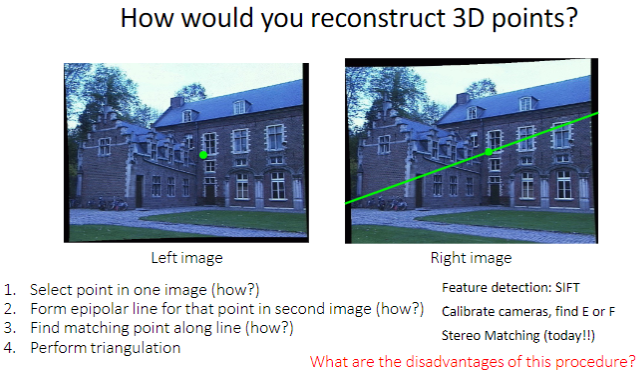 How would you reconstruct 3D points?
Left image
Right image
1. Select point in one image (how?)
2. Form epipolar line for that point in second image (how?)
3. Find matching point along line (how?)
4. Perform triangulation
Feature detection: SIFT
Calibrate cameras, find E or F
Stereo Matching (today!!)
What are the disadvantages of this procedure?